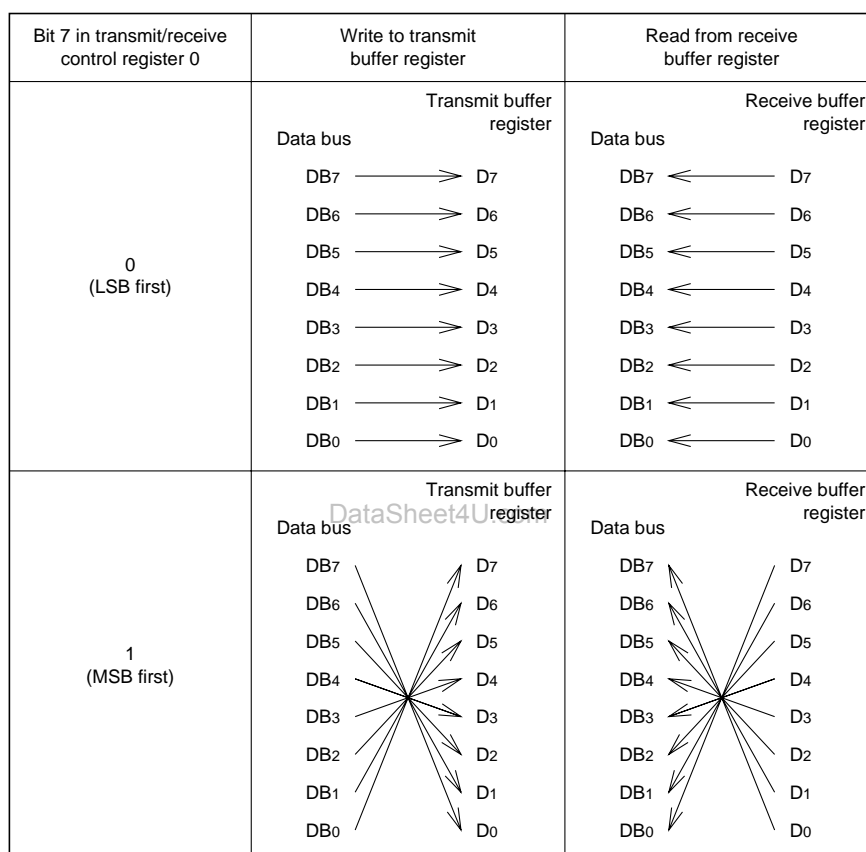 Bit 7 in transmit/receive
control register 0
Write to transmit
buffer register
Read from receive
buffer register
0
(LSB first)
Transmit buffer
register
Data bus
DB7 D7
DB6 D6
DB5 D5
DB4 D4
DB3 D3
DB2 D2
DB1 D1
DB0 D0
Receive buffer
register
Data bus
DB7 D7
DB6 D6
DB5 D5
DB4 D4
DB3 D3
DB2 D2
DB1 D1
DB0 D0
1
(MSB first)
Transmit buffer
register
DataSheet4U.com
Data bus
DB7 D7
DB6 D6
DB5 D5
DB4 D4
DB3 D3
DB2 D2
DB1 D1
DB0 D0
Receive buffer
register
Data bus
DB7 D7
DB6 D6
DB5 D5
DB4 D4
DB3 D3
DB2 D2
DB1 D1
DB0 D0